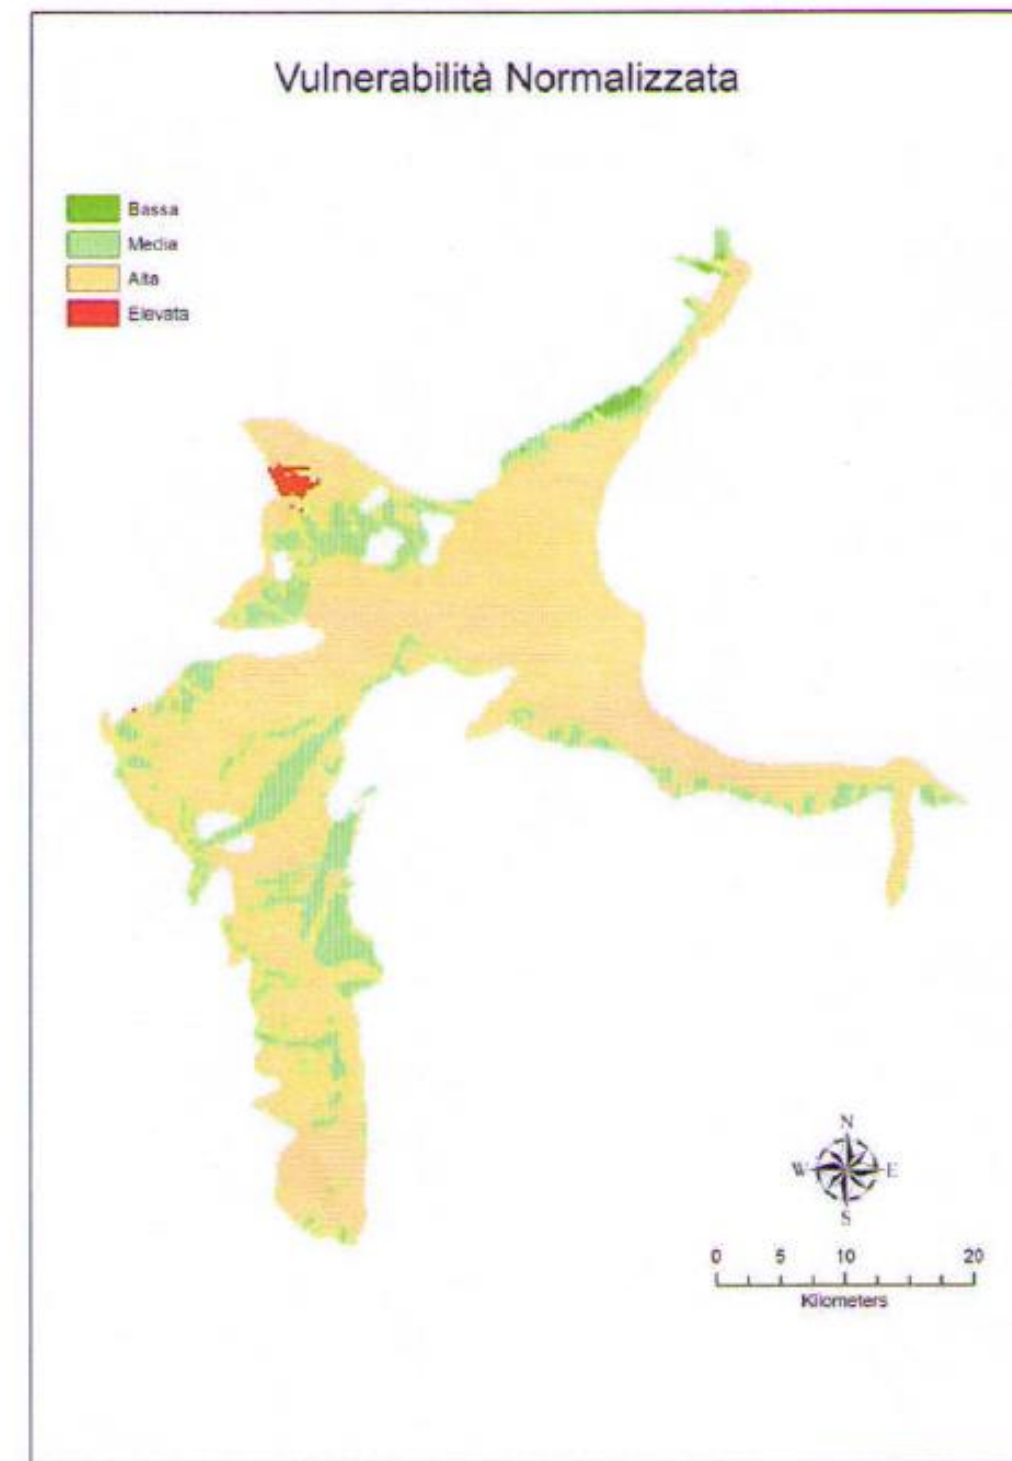 Vulnerabilità Normalizzata
Bassa
Media
Alta
Elevata
N
W E
S
0 5 10 20
Kilometers